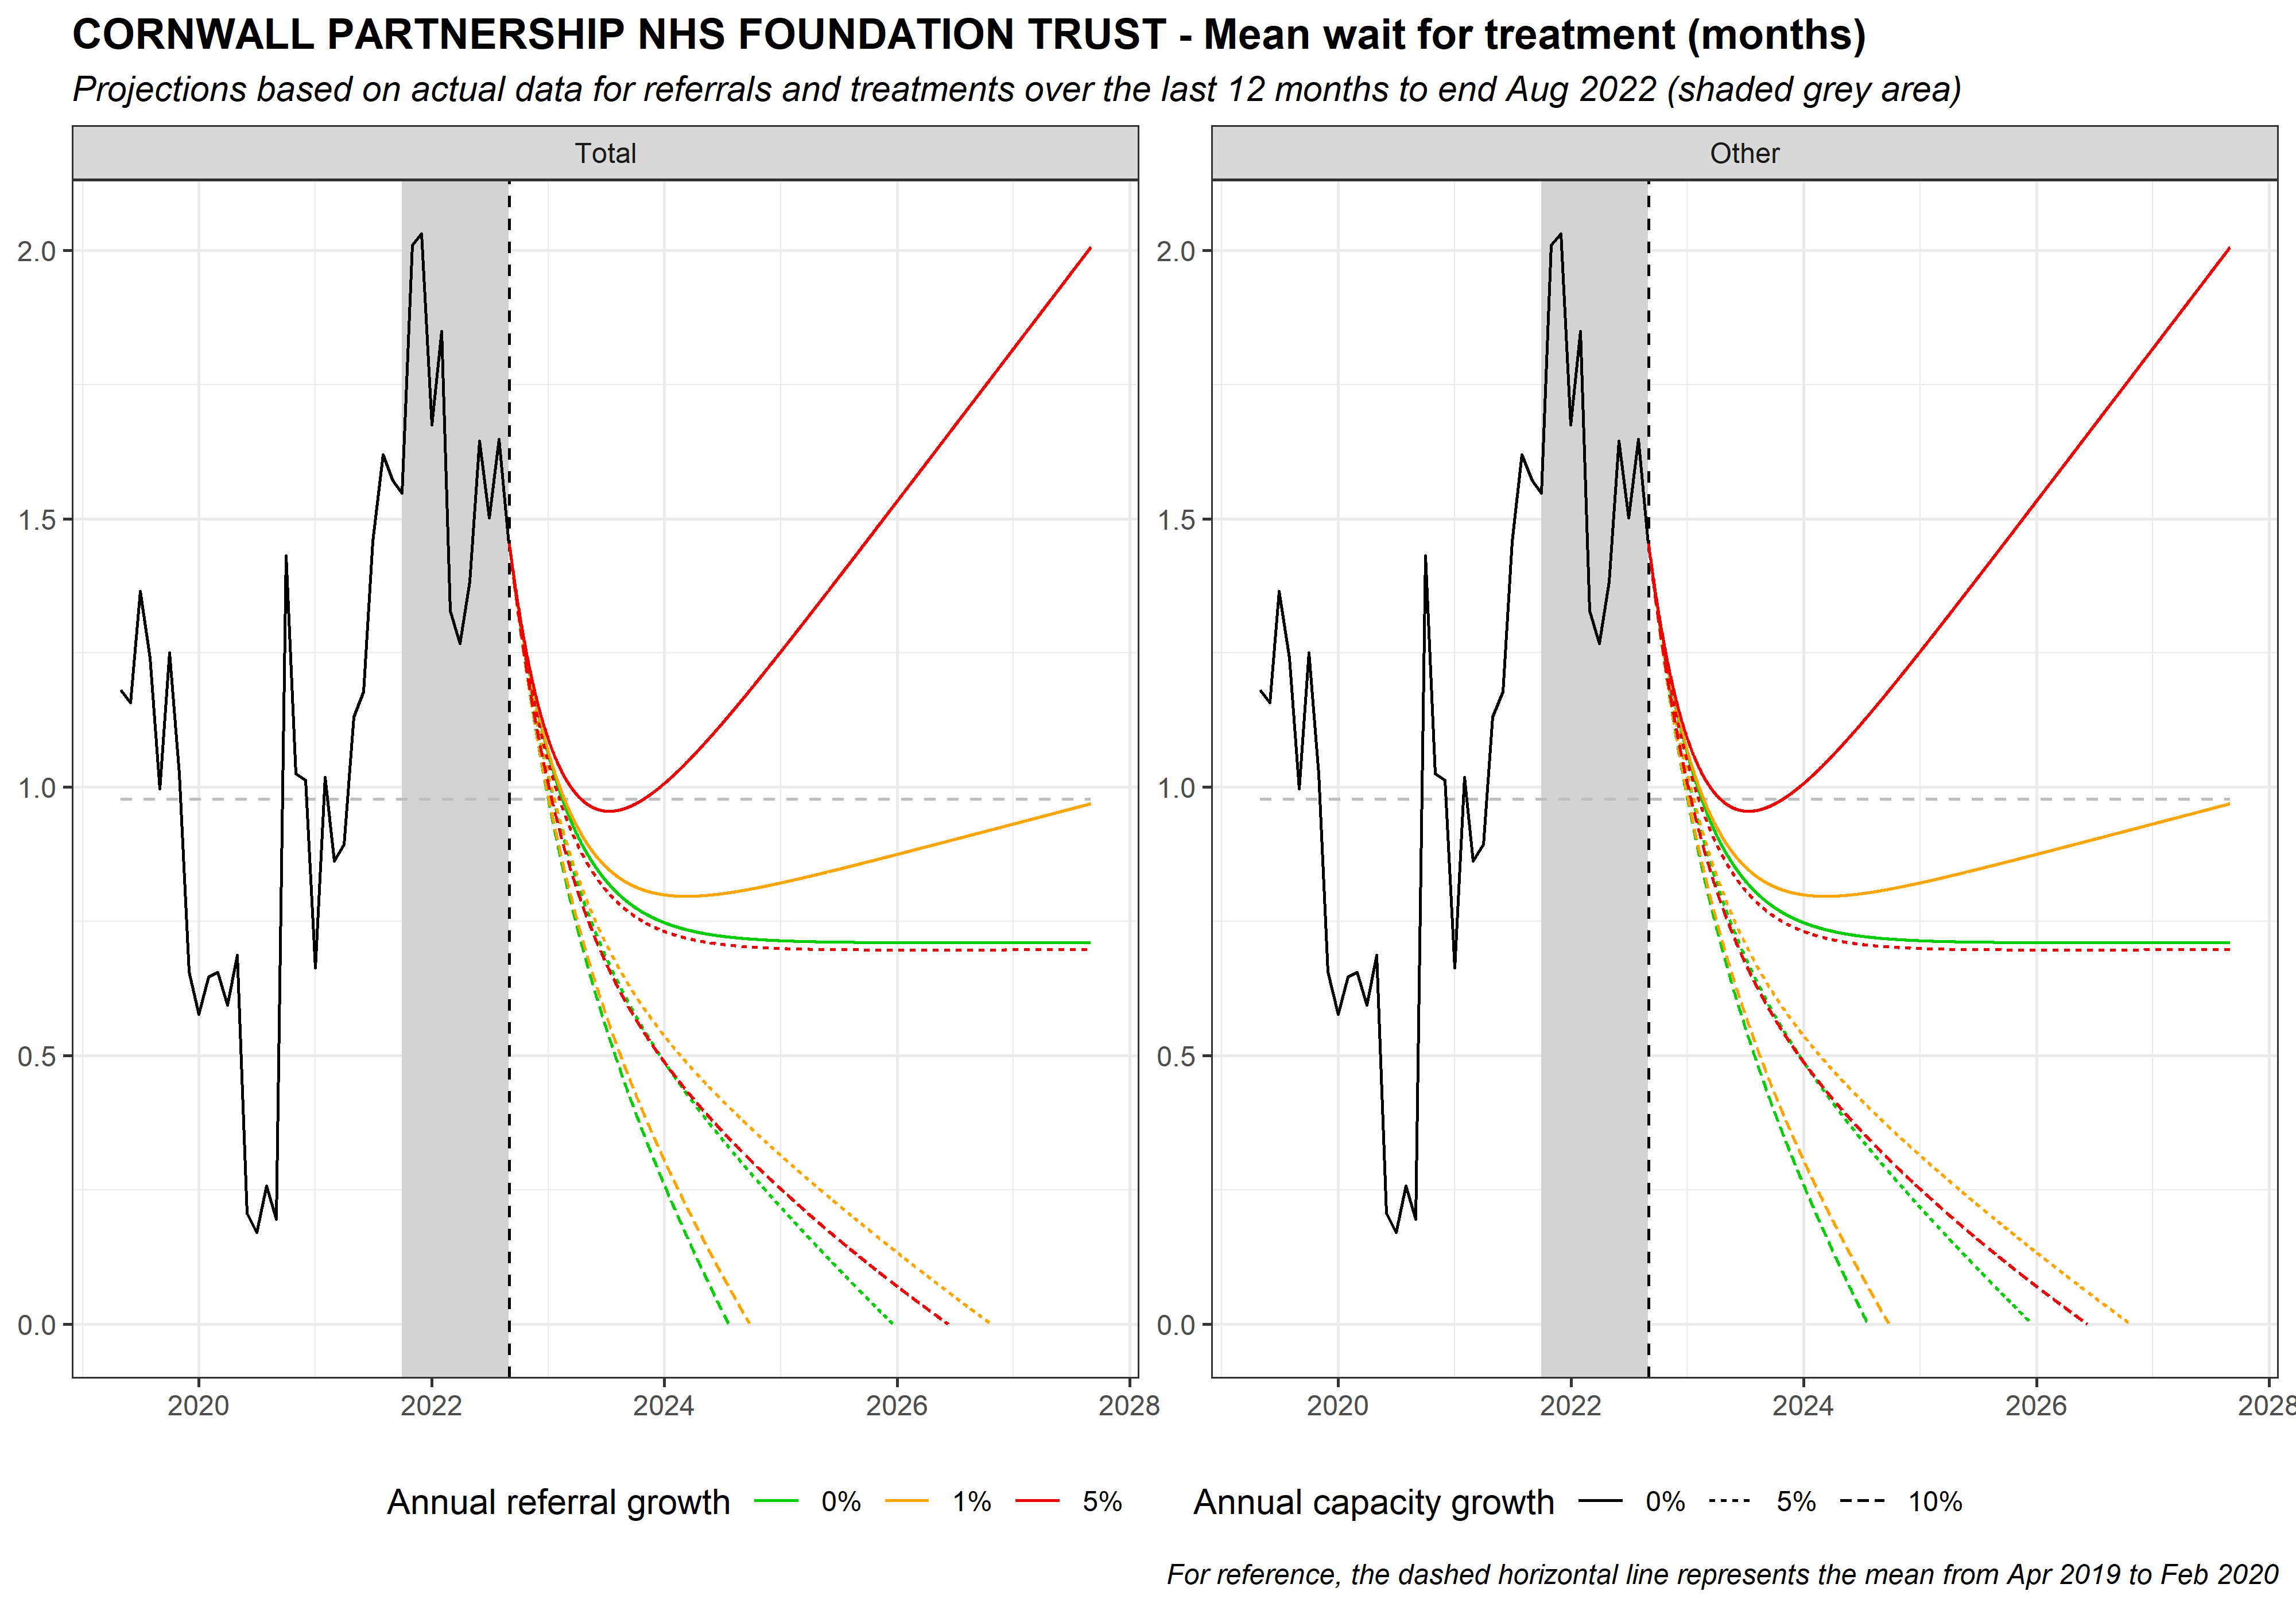 CORNWALL PARTNERSHIP NHS FOUNDATION TRUST - Mean wait for treatment (months)
Projections based on actual data for referrals and treatments over the last 12 months to end Aug 2022 (shaded grey area)
Total
Other
2.0
1.5
1.0
0.5
0.0
2.0
1.5
1.0
0.5
0.0
2020 2022 2024 2026 2028
2020 2022 2024 2026 2028
Annual referral growth 0% 1% 5%
Annual capacity growth 0% 5% 10%
For reference, the dashed horizontal line represents the mean from Apr 2019 to Feb 2020